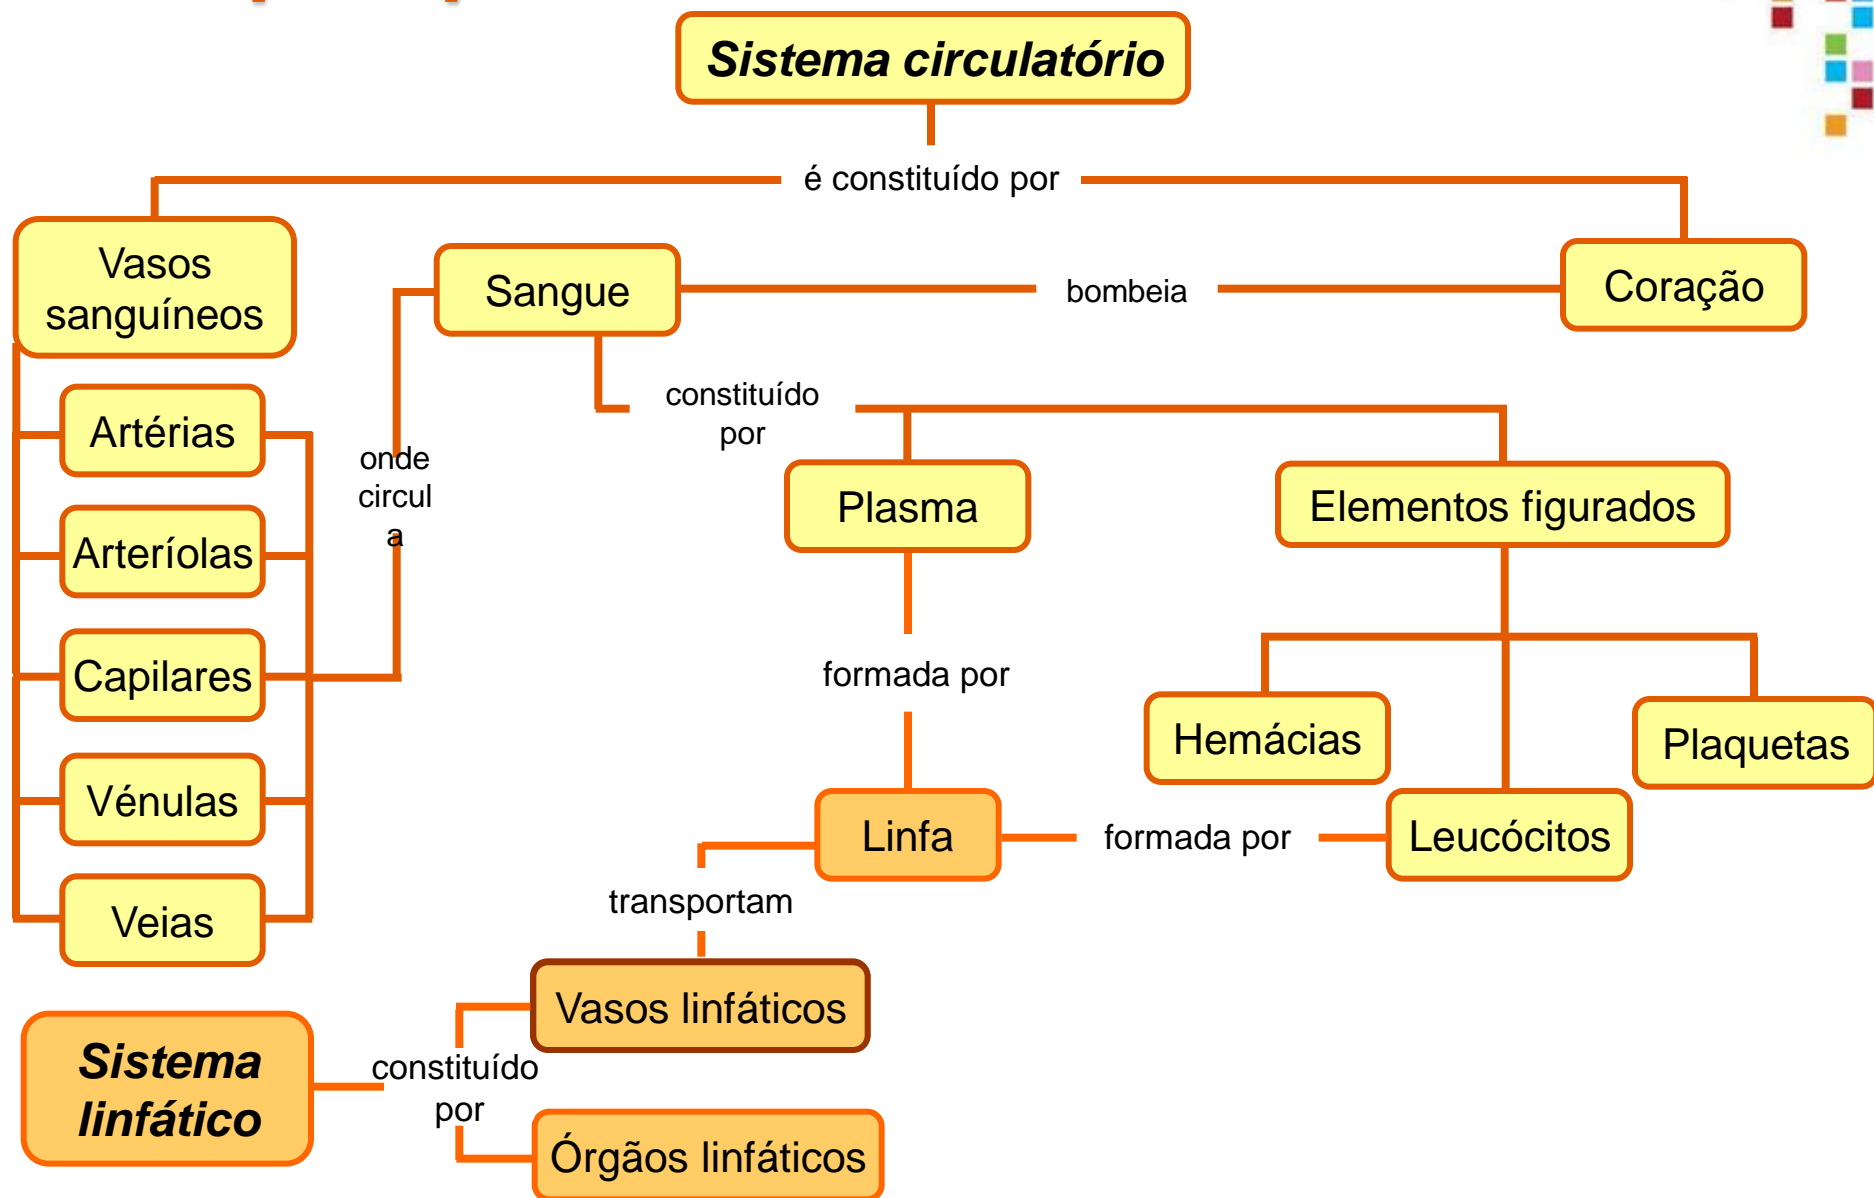 Sistema circulatório
é constituído por
Vasos
sanguíneos
Sangue
bombeia
Coração
constituído
por
Artérias
onde
circul
a
Plasma
Elementos figurados
Arteríolas
Capilares
formada por
Hemácias
Plaquetas
Vénulas
Linfa
formada por
Leucócitos
transportam
Veias
Vasos linfáticos
Sistema
linfático
constituído
por
Órgãos linfáticos